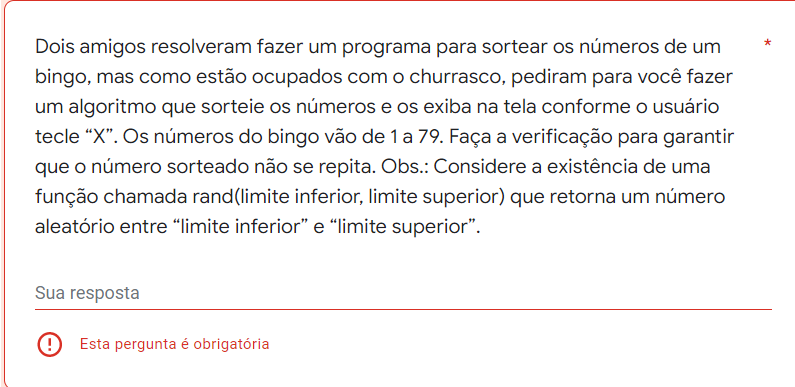 Dois amigos resolveram fazer um programa para sortear os números de um *
bingo, mas como estão ocupados com o churrasco, pediram para você fazer
um algoritmo que sorteie os números e os exiba na tela conforme o usuário
tecle “X”. Os números do bingo vão de 1 a 79. Faça a verificação para garantir
que o número sorteado não se repita. Obs.: Considere a existência de uma
função chamada rand(limite inferior, limite superior) que retorna um número
aleatório entre “limite inferior” e “limite superior”.
Sua resposta
Esta pergunta é obrigatória